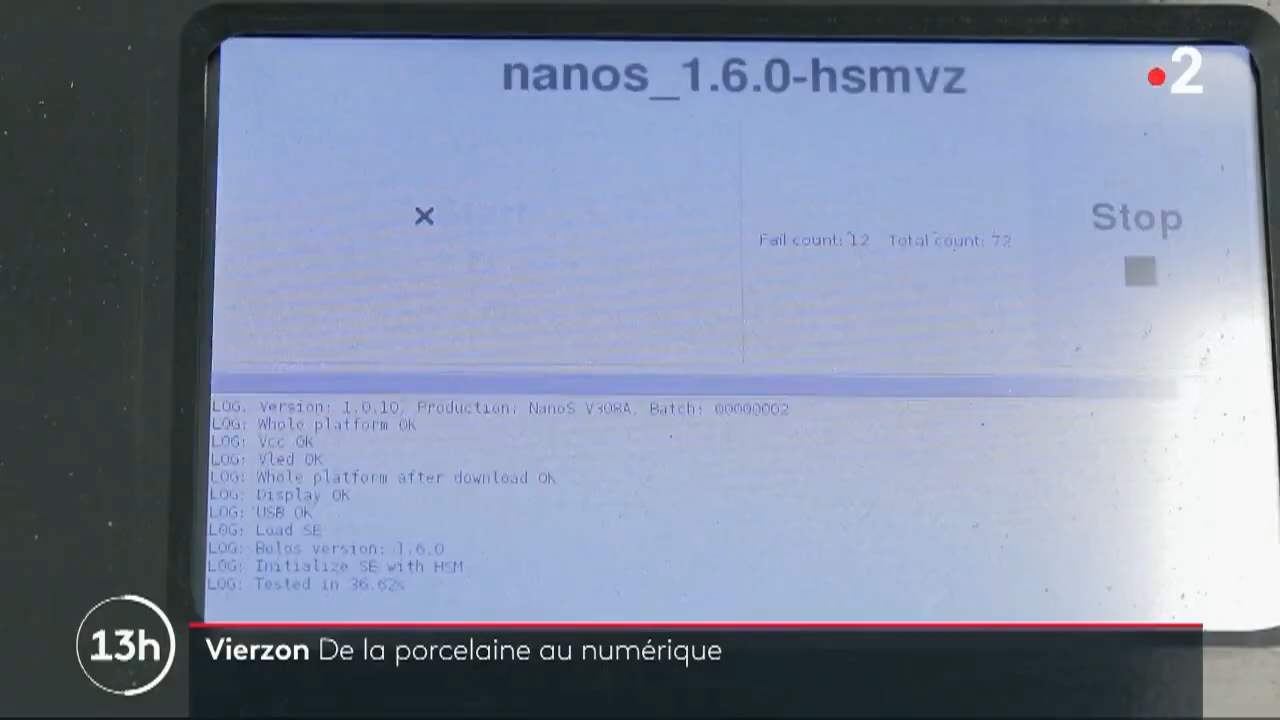 nanos_1.6.0-hsmvz
2
Stop
Fail count: 12 Total count: 72
LOG: Version: 1.0.10, Production: NanoS V308A, Batch: 00000002
LOG: Whole platform OK
LOG: Vcc OK
LOG: Vled OK
LOG: Whole platform after download OK
LOG: Display OK
LOG: USB OK
LOG: Load SE
LOG: Bolos version: 1.6.0
LOG: Initialize SE with HSM
LOG: Tested in 36.62s
13h
Vierzon De la porcelaine au numérique